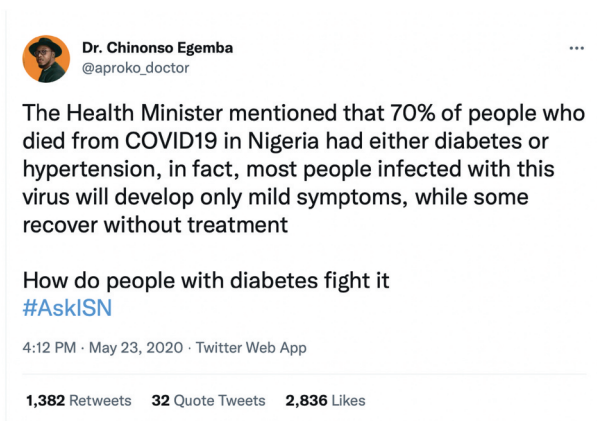 Dr. Chinonso Egemba
@aproko_doctor
The Health Minister mentioned that 70% of people who
died from COVID19 in Nigeria had either diabetes or
hypertension, in fact, most people infected with this
virus will develop only mild symptoms, while some
recover without treatment
How do people with diabetes fight it
#AskISN
4:12 PM · May 23, 2020 · Twitter Web App
1,382 Retweets 32 Quote Tweets 2,836 Likes